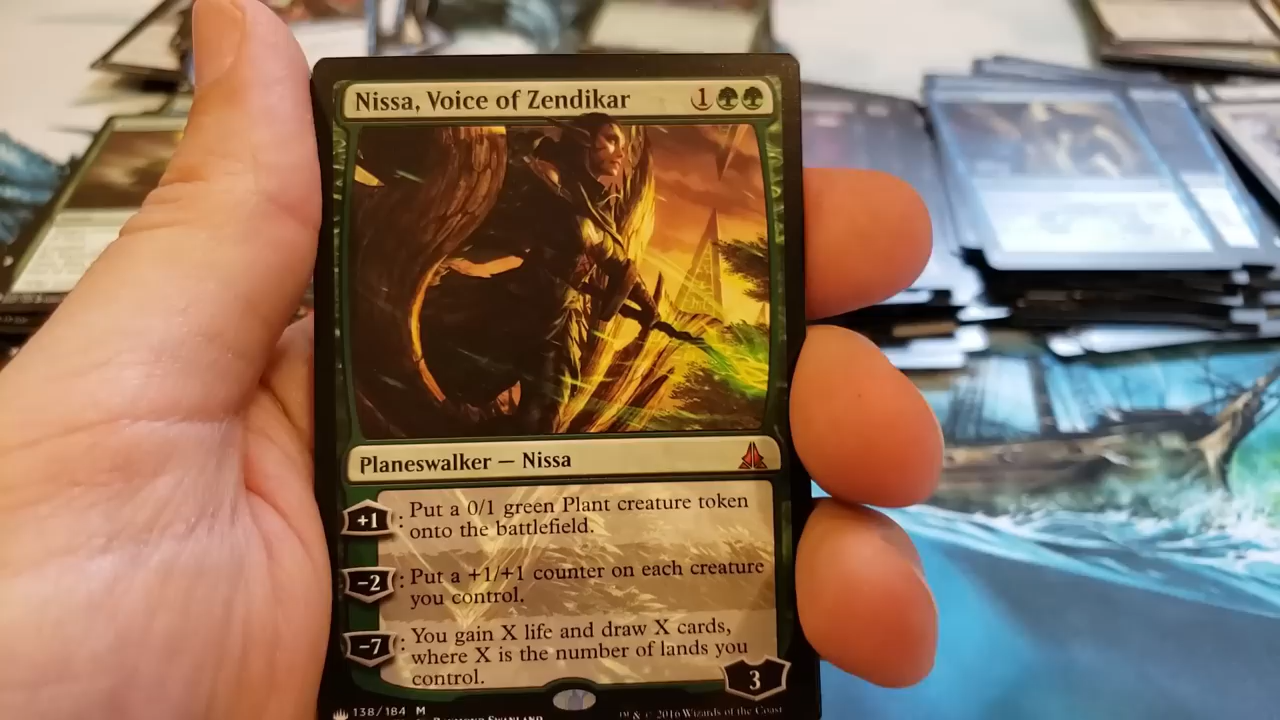 Nissa, Voice of Zendikar 1
Planeswalker — Nissa
+1 : Put a 0/1 green Plant creature token
onto the battlefield.
−2 : Put a +1/+1 counter on each creature
you control.
−7 : You gain X life and draw X cards,
where X is the number of lands you
control.
3
138/184 M
™ & © 2016 Wizards of the Coast